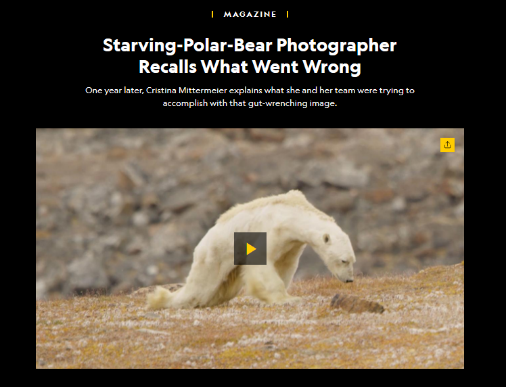 MAGAZINE
Starving-Polar-Bear Photographer
Recalls What Went Wrong
One year later, Cristina Mittermeier explains what she and her team were trying to
accomplish with that gut-wrenching image.